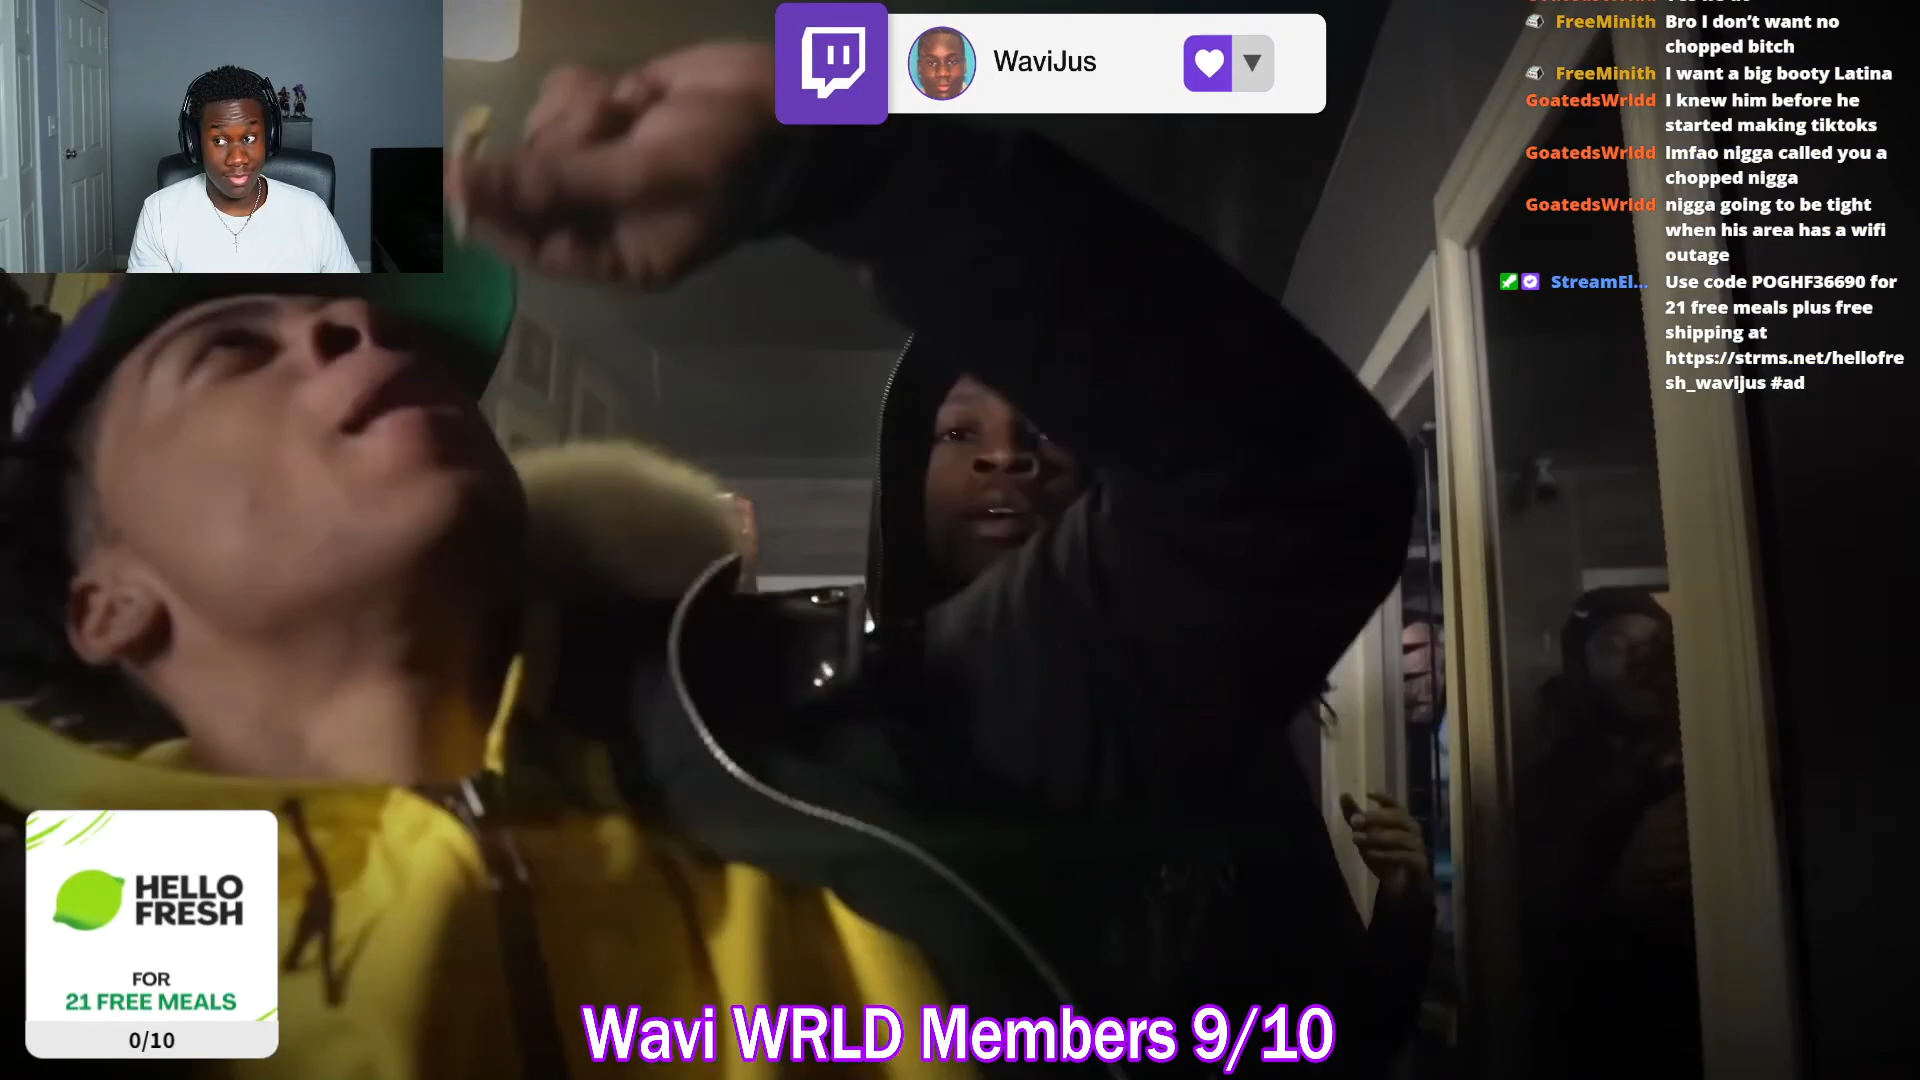 WaviJus
FreeMinith Bro I don't want no
chopped bitch
FreeMinith I want a big booty Latina
GoatedsWrldd I knew him before he
started making tiktoks
GoatedsWrldd lmfao nigga called you a
chopped nigga
GoatedsWrldd nigga going to be tight
when his area has a wifi
outage
StreamEl... Use code POGHF36690 for
21 free meals plus free
shipping at
https://strms.net/hellofre
sh_wavijus #ad
HELLO
FRESH
FOR
21 FREE MEALS
0/10
Wavi WRLD Members 9/10